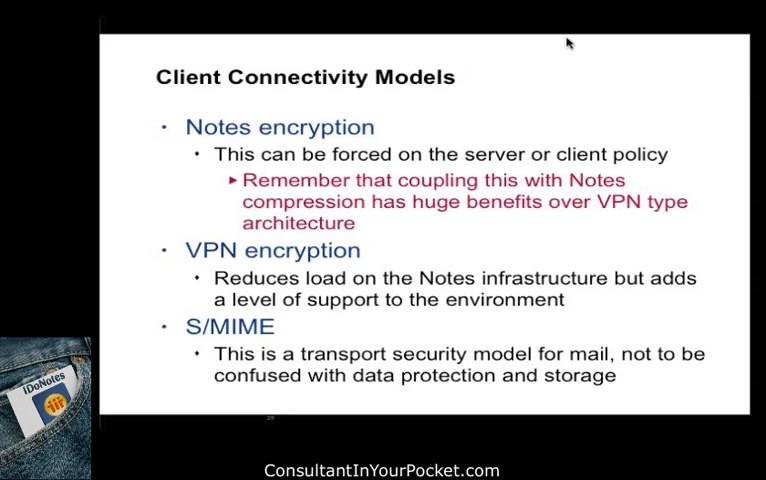 Client Connectivity Models
• Notes encryption
• This can be forced on the server or client policy
▸ Remember that coupling this with Notes
compression has huge benefits over VPN type
architecture
• VPN encryption
• Reduces load on the Notes infrastructure but adds
a level of support to the environment
• S/MIME
• This is a transport security model for mail, not to be
confused with data protection and storage
iDoNotes
ConsultantInYourPocket.com